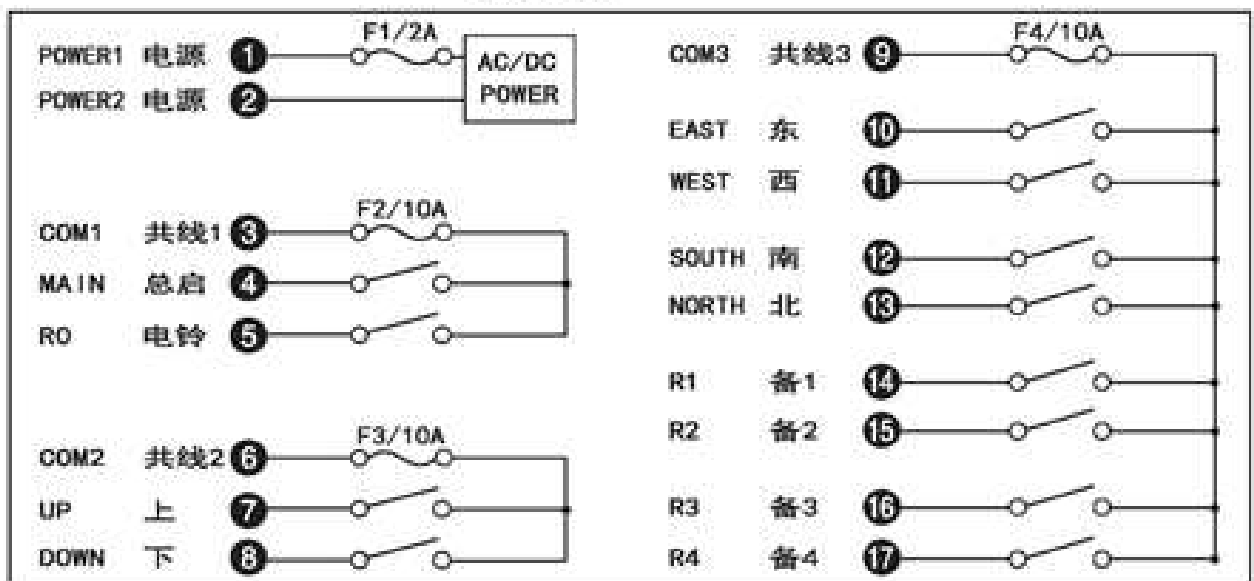 F1/2A
POWER1 电源 1
AC/DC
POWER
POWER2 电源 2
F2/10A
COM1 共线1 3
MAIN 总启 4
RO 电铃 5
F3/10A
COM2 共线2 6
UP 上 7
DOWN 下 8
F4/10A
COM3 共线3 9
EAST 东 10
WEST 西 11
SOUTH 南 12
NORTH 北 13
R1 备1 14
R2 备2 15
R3 备3 16
R4 备4 17